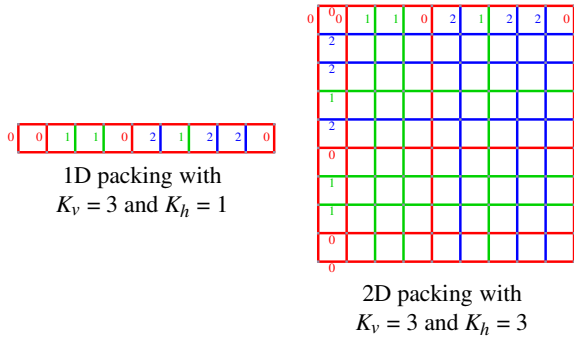 0 0 1 1 0 2 1 2 2 0
1D packing with
K_v = 3 and K_h = 1
0 0 1 1 0 2 1 2 2 0
2
2
1
2
0
1
1
0
0
2D packing with
K_v = 3 and K_h = 3